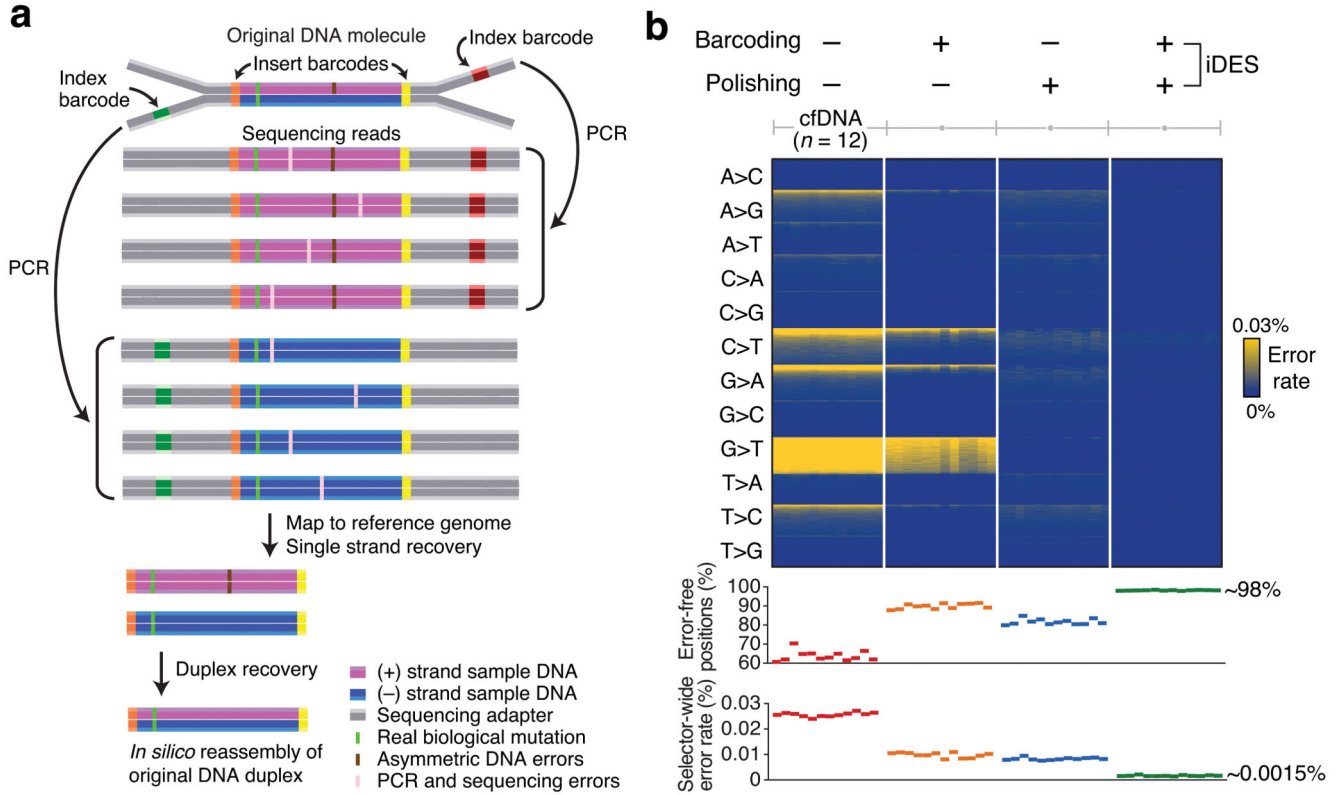 a
Original DNA molecule
Index barcode
Insert barcodes
Index
barcode
Sequencing reads
PCR
PCR
Map to reference genome
Single strand recovery
Duplex recovery
In silico reassembly of
original DNA duplex
(+) strand sample DNA
(–) strand sample DNA
Sequencing adapter
Real biological mutation
Asymmetric DNA errors
PCR and sequencing errors
b
Barcoding – + – +
Polishing – – + +
iDES
cfDNA
(n = 12)
A>C
A>G
A>T
C>A
C>G
C>T
G>A
G>C
G>T
T>A
T>C
T>G
0.03%
Error
rate
0%
Error-free
positions (%)
100
90
80
70
60
~98%
Selector-wide
error rate (%)
0.03
0.02
0.01
0
~0.0015%